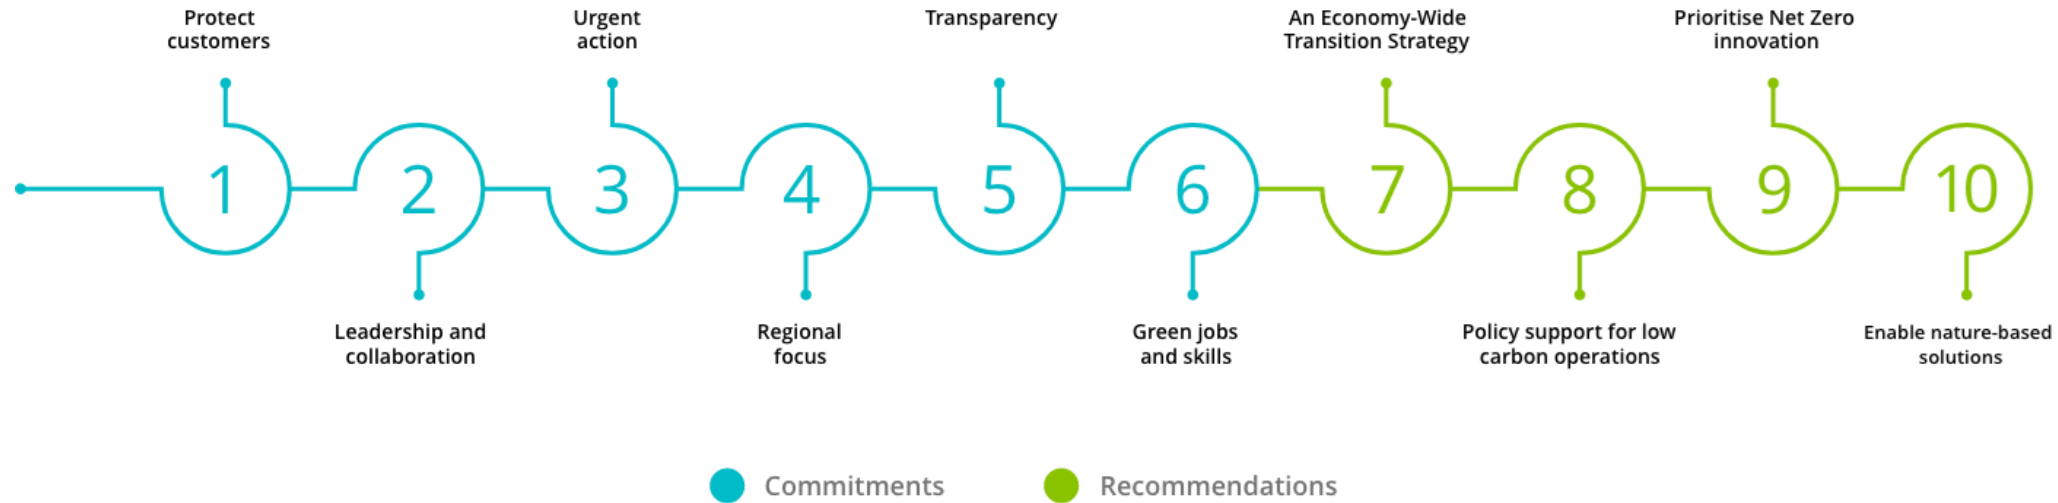 Protect
customers
Urgent
action
Transparency
An Economy-Wide
Transition Strategy
Prioritise Net Zero
innovation
1
2
3
4
5
6
7
8
9
10
Leadership and
collaboration
Regional
focus
Green jobs
and skills
Policy support for low
carbon operations
Enable nature-based
solutions
Commitments
Recommendations